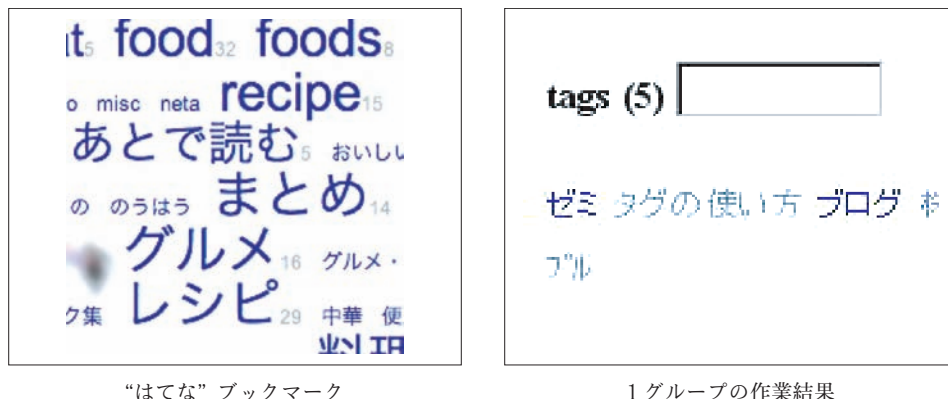 food32 foods8
misc neta recipe15
あとで読む5 おいしい
の のうはう まとめ14
グルメ16 グルメ・
ク集 レシピ29 中華 便
tags (5)
ゼミ タグの使い方 ブログ
ブル
“はてな”ブックマーク
1グループの作業結果